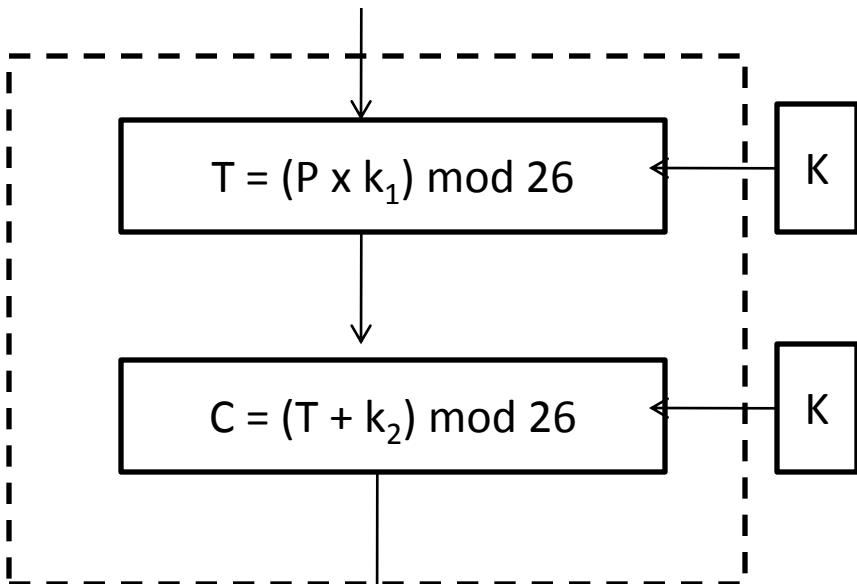 T = (P x k₁) mod 26
K
C = (T + k₂) mod 26
K